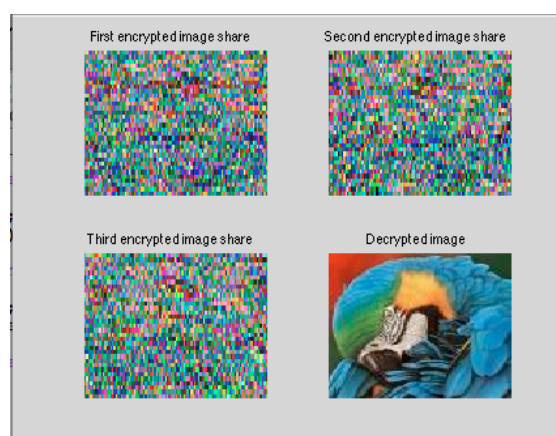 First encrypted image share
Second encrypted image share
Third encrypted image share
Decrypted image